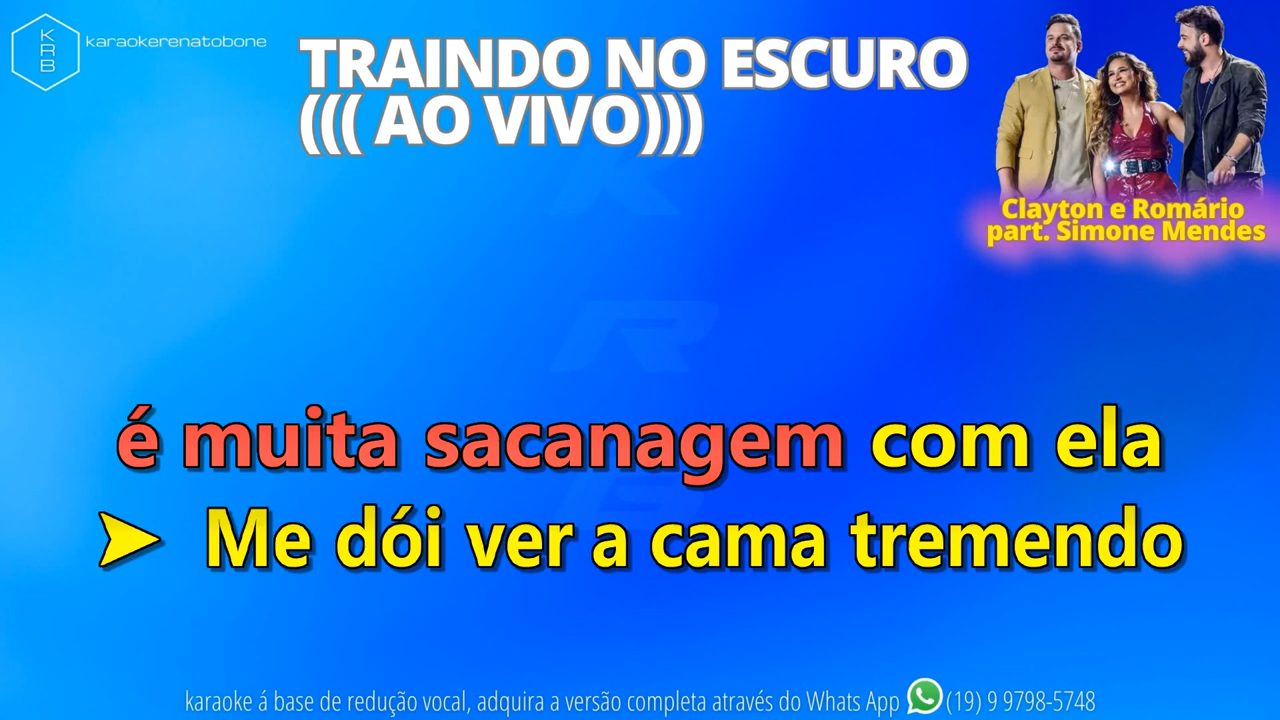 K
R
B
karaokerenatobone
TRAINDO NO ESCURO
((( AO VIVO)))
Clayton e Romário
part. Simone Mendes
K
R
B
é muita sacanagem com ela
➤ Me dói ver a cama tremendo
karaoke á base de redução vocal, adquira a versão completa através do Whats App (19) 9 9798-5748